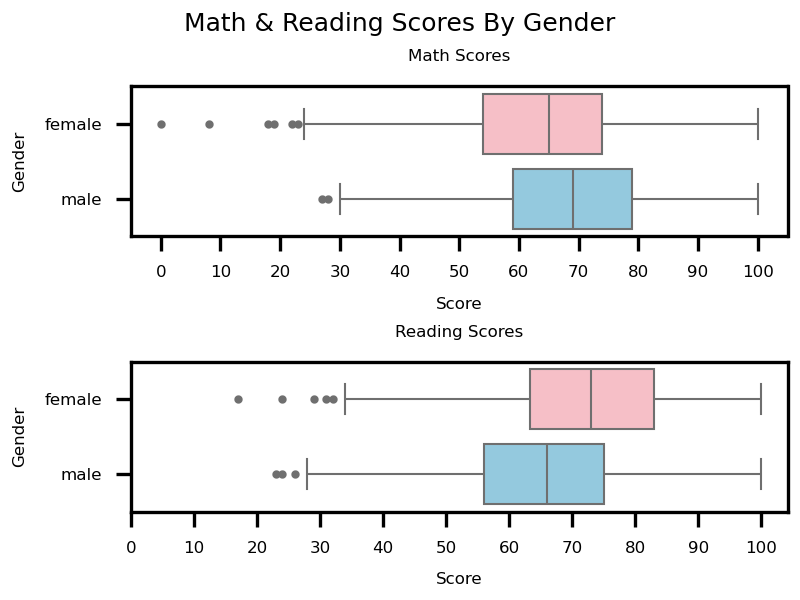 Math & Reading Scores By Gender
Math Scores
Gender
female
male
0 10 20 30 40 50 60 70 80 90 100
Score
Reading Scores
Gender
female
male
0 10 20 30 40 50 60 70 80 90 100
Score